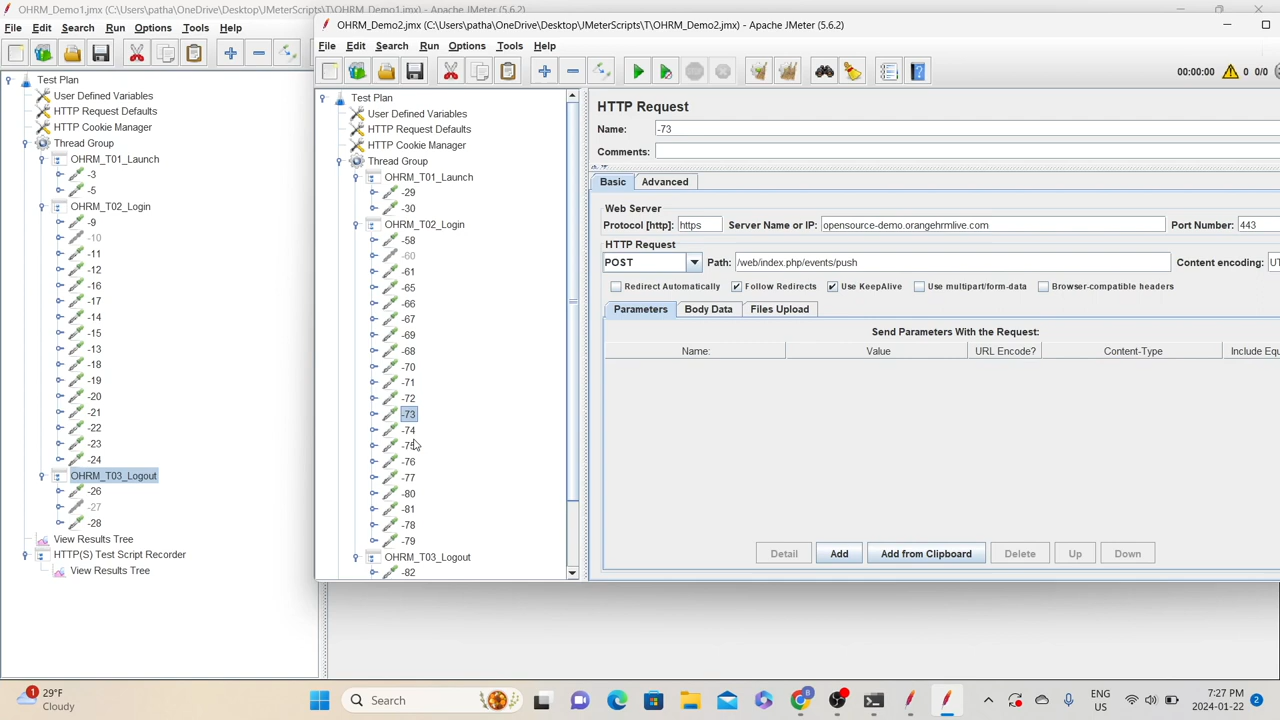 OHRM_Demo1.jmx (C:\Users\patha\OneDrive\Desktop\JMeterScripts\T\OHRM_Demo1.jmx) - Apache JMeter (5.6.2)
File Edit Search Run Options Tools Help
Test Plan
User Defined Variables
HTTP Request Defaults
HTTP Cookie Manager
Thread Group
OHRM_T01_Launch
-3
-5
OHRM_T02_Login
-9
-10
-11
-12
-16
-17
-14
-15
-13
-18
-19
-20
-21
-22
-23
-24
OHRM_T03_Logout
-26
-27
-28
View Results Tree
HTTP(S) Test Script Recorder
View Results Tree
OHRM_Demo2.jmx (C:\Users\patha\OneDrive\Desktop\JMeterScripts\T\OHRM_Demo2.jmx) - Apache JMeter (5.6.2)
File Edit Search Run Options Tools Help
00:00:00 0 0/0
Test Plan
User Defined Variables
HTTP Request Defaults
HTTP Cookie Manager
Thread Group
OHRM_T01_Launch
-29
-30
OHRM_T02_Login
-58
-60
-61
-65
-66
-67
-69
-68
-70
-71
-72
-73
-74
-75
-76
-77
-80
-81
-78
-79
OHRM_T03_Logout
-82
HTTP Request
Name: -73
Comments:
Basic Advanced
Web Server
Protocol [http]: https Server Name or IP: opensource-demo.orangehrmlive.com Port Number: 443
HTTP Request
POST Path: /web/index.php/events/push Content encoding:
Redirect Automatically Follow Redirects Use KeepAlive Use multipart/form-data Browser-compatible headers
Parameters Body Data Files Upload
Send Parameters With the Request:
Name: Value URL Encode? Content-Type Include
Detail Add Add from Clipboard Delete Up Down
1 29°F
Cloudy
Search
8
ENG
US
7:27 PM
2024-01-22
2